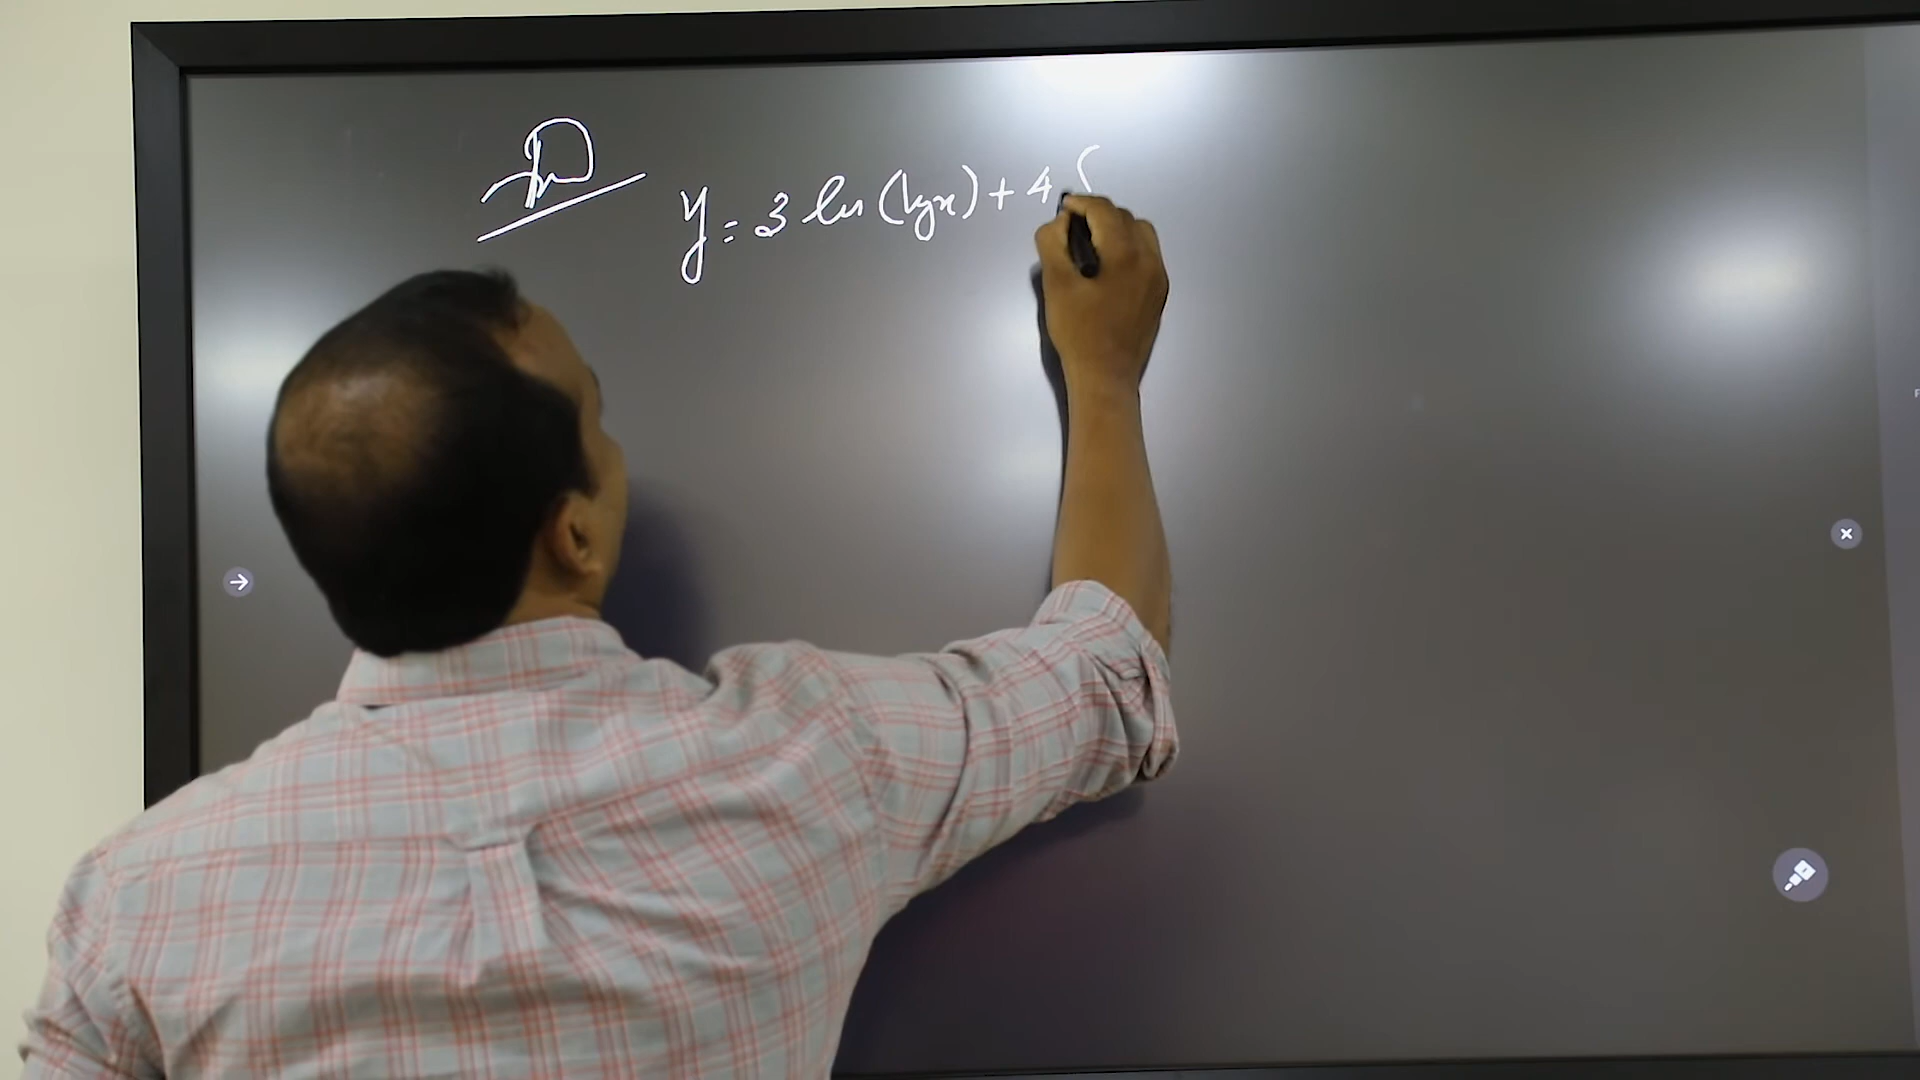 y = 3 ln (lgx) + 4